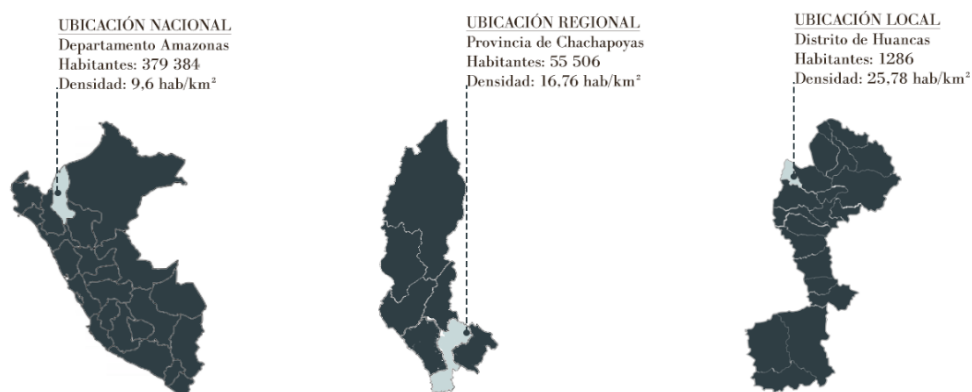 UBICACIÓN NACIONAL
Departamento Amazonas
Habitantes: 379 384
Densidad: 9,6 hab/km²
UBICACIÓN REGIONAL
Provincia de Chachapoyas
Habitantes: 55 506
Densidad: 16,76 hab/km²
UBICACIÓN LOCAL
Distrito de Huancas
Habitantes: 1286
Densidad: 25,78 hab/km²